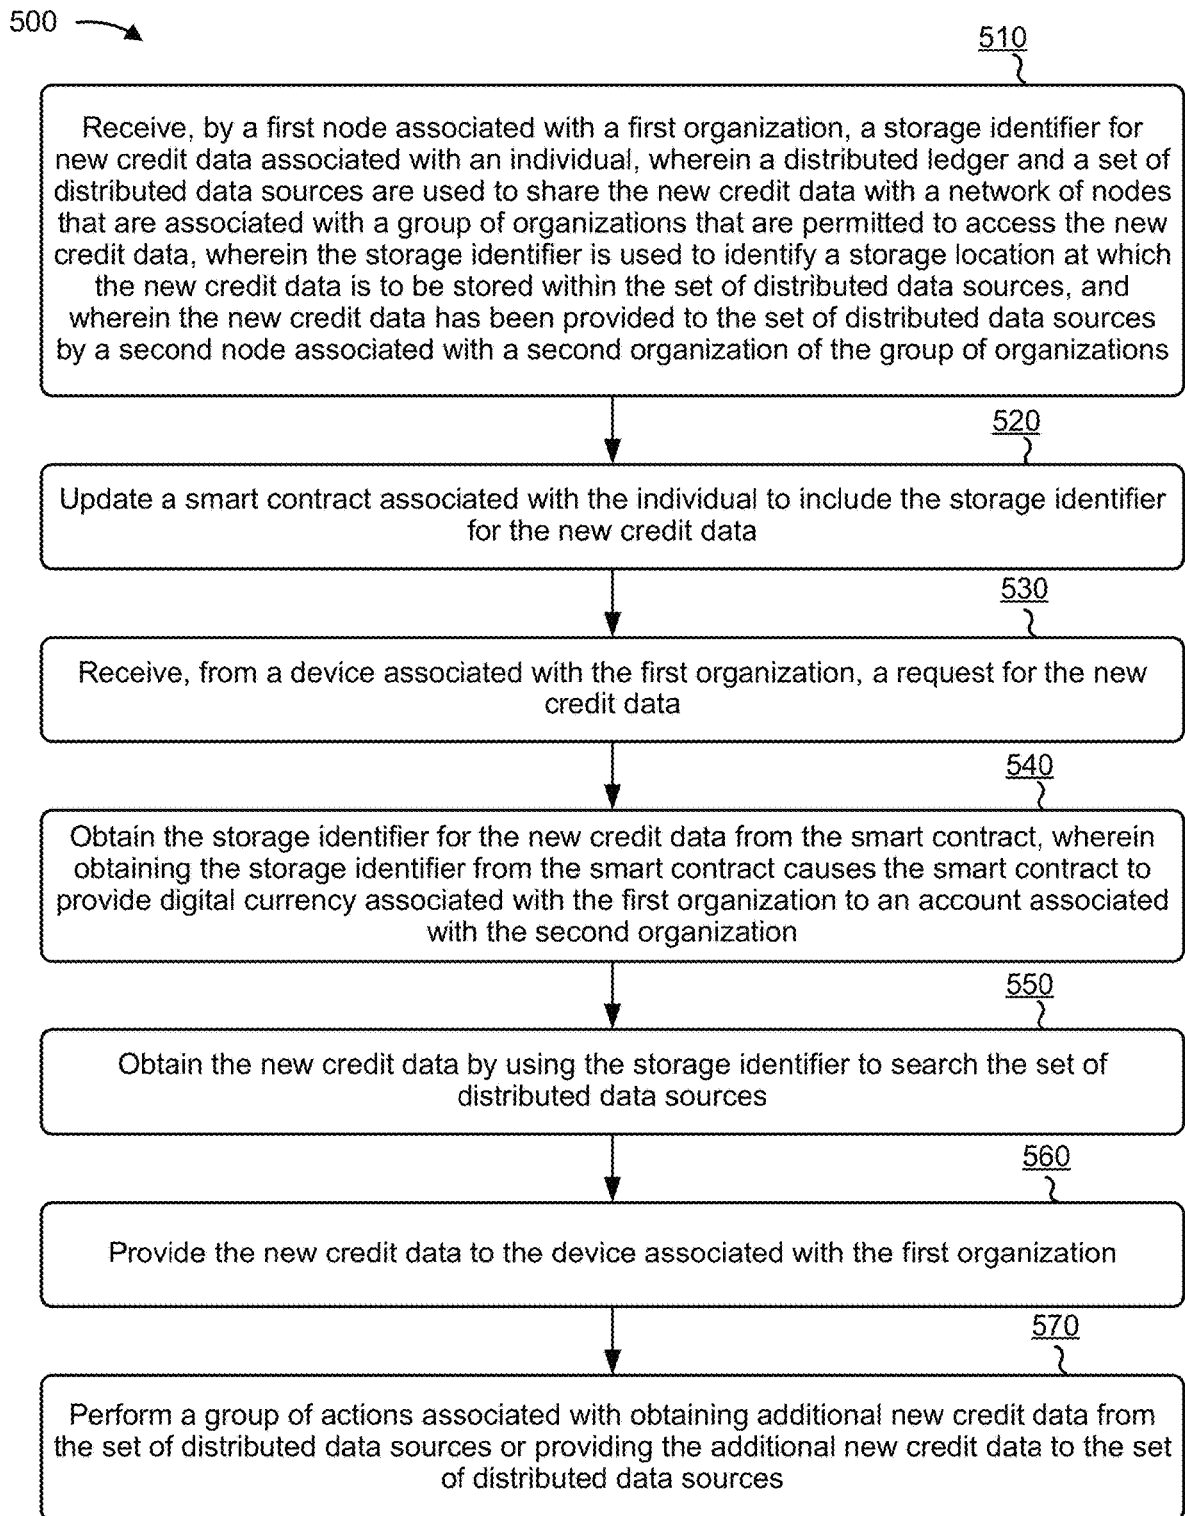 500
510
Receive, by a first node associated with a first organization, a storage identifier for
new credit data associated with an individual, wherein a distributed ledger and a set of
distributed data sources are used to share the new credit data with a network of nodes
that are associated with a group of organizations that are permitted to access the new
credit data, wherein the storage identifier is used to identify a storage location at which
the new credit data is to be stored within the set of distributed data sources, and
wherein the new credit data has been provided to the set of distributed data sources
by a second node associated with a second organization of the group of organizations
520
Update a smart contract associated with the individual to include the storage identifier
for the new credit data
530
Receive, from a device associated with the first organization, a request for the new
credit data
540
Obtain the storage identifier for the new credit data from the smart contract, wherein
obtaining the storage identifier from the smart contract causes the smart contract to
provide digital currency associated with the first organization to an account associated
with the second organization
550
Obtain the new credit data by using the storage identifier to search the set of
distributed data sources
560
Provide the new credit data to the device associated with the first organization
570
Perform a group of actions associated with obtaining additional new credit data from
the set of distributed data sources or providing the additional new credit data to the set
of distributed data sources